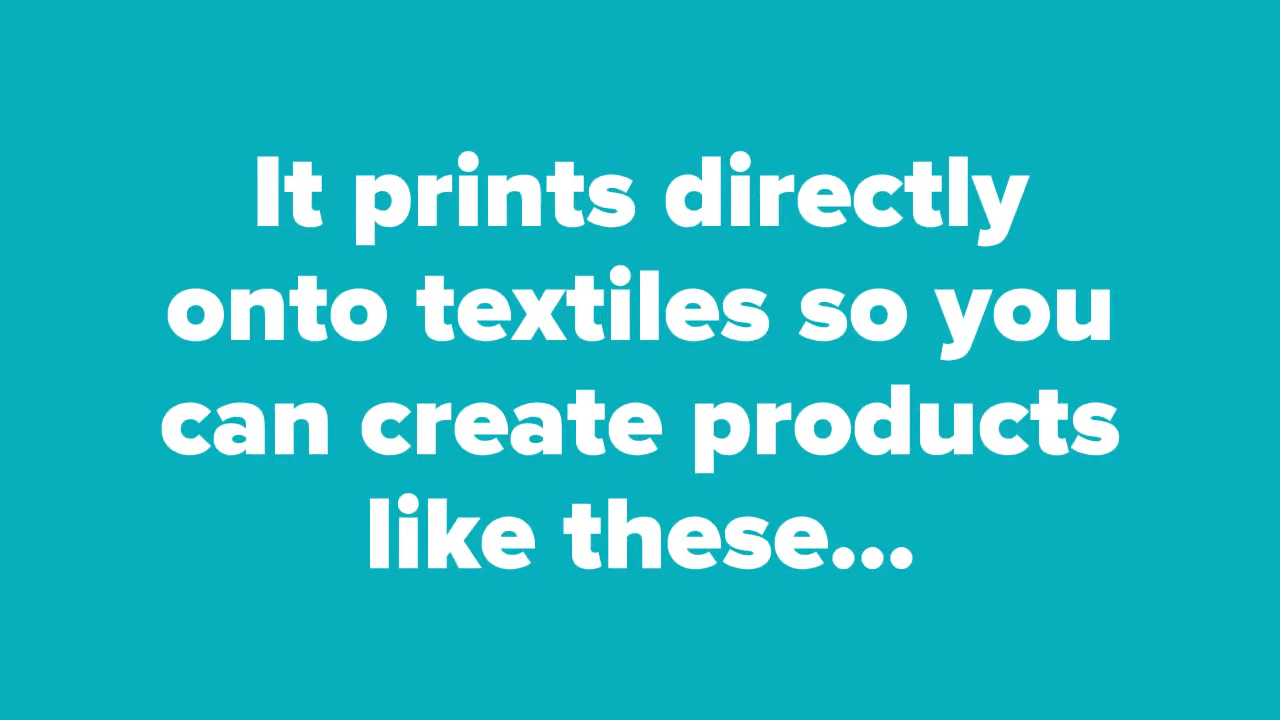 It prints directly
onto textiles so you
can create products
like these...